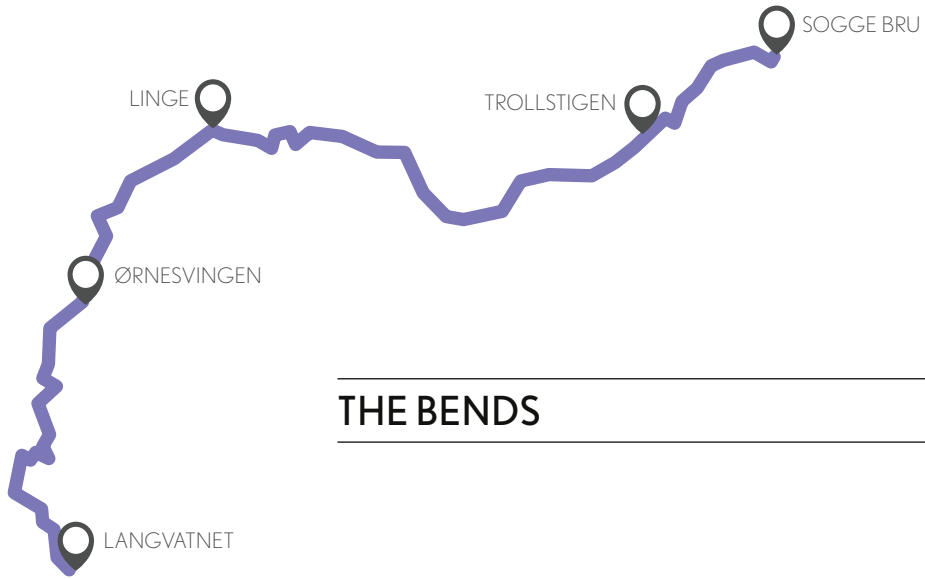 SOGGE BRU
LINGE
TROLLSTIGEN
ØRNESVINGEN
THE BENDS
LANGVATNET